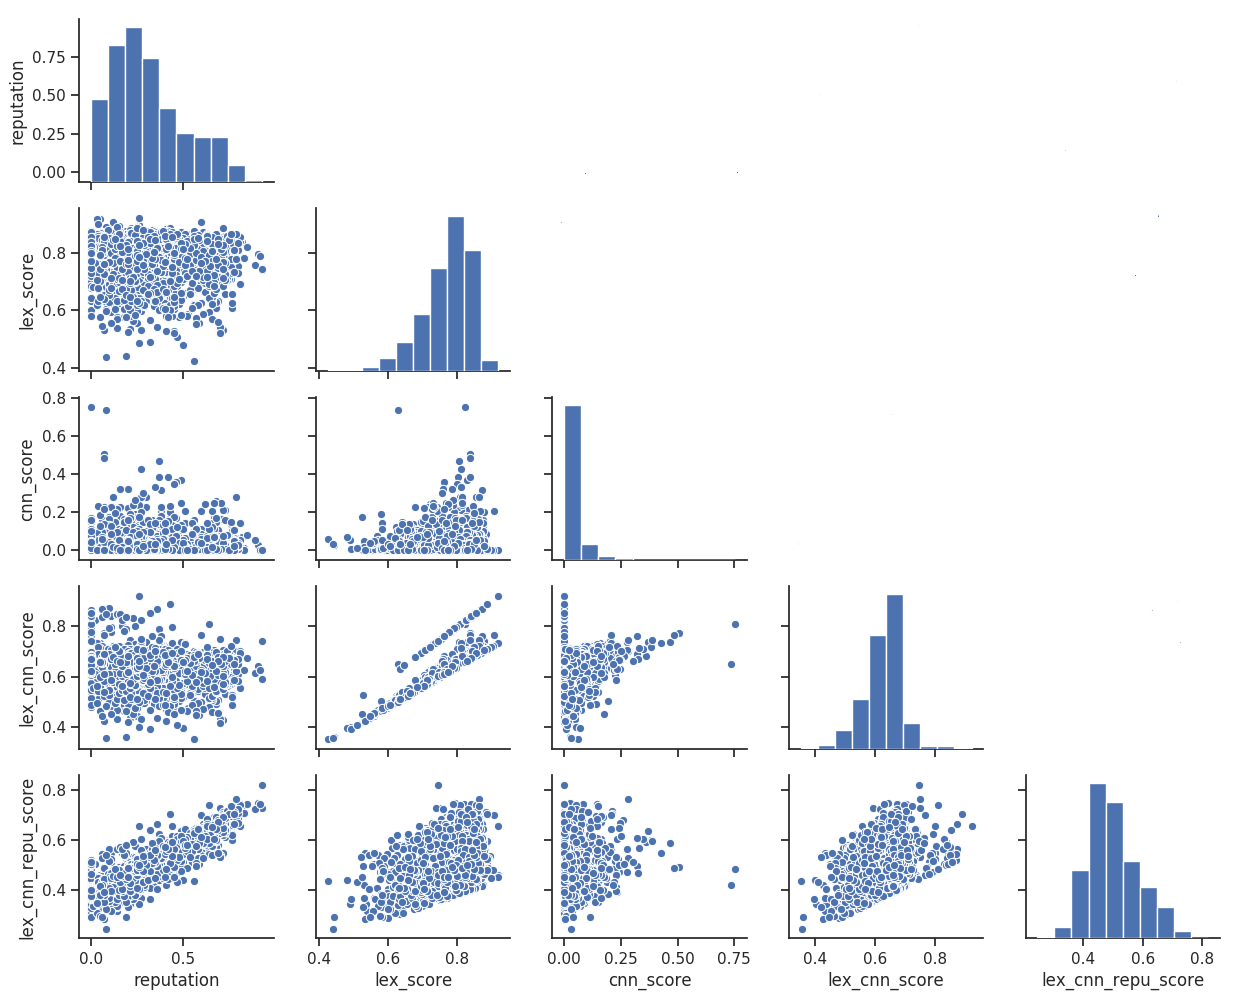 0.75
0.50
0.25
0.00
reputation
0.8
0.6
0.4
lex_score
0.8
0.6
0.4
0.2
0.0
cnn_score
0.8
0.6
0.4
lex_cnn_score
0.8
0.6
0.4
lex_cnn_repu_score
0.0 0.5 0.4 0.6 0.8 0.00 0.25 0.50 0.75 0.4 0.6 0.8 0.4 0.6 0.8
reputation lex_score cnn_score lex_cnn_score lex_cnn_repu_score